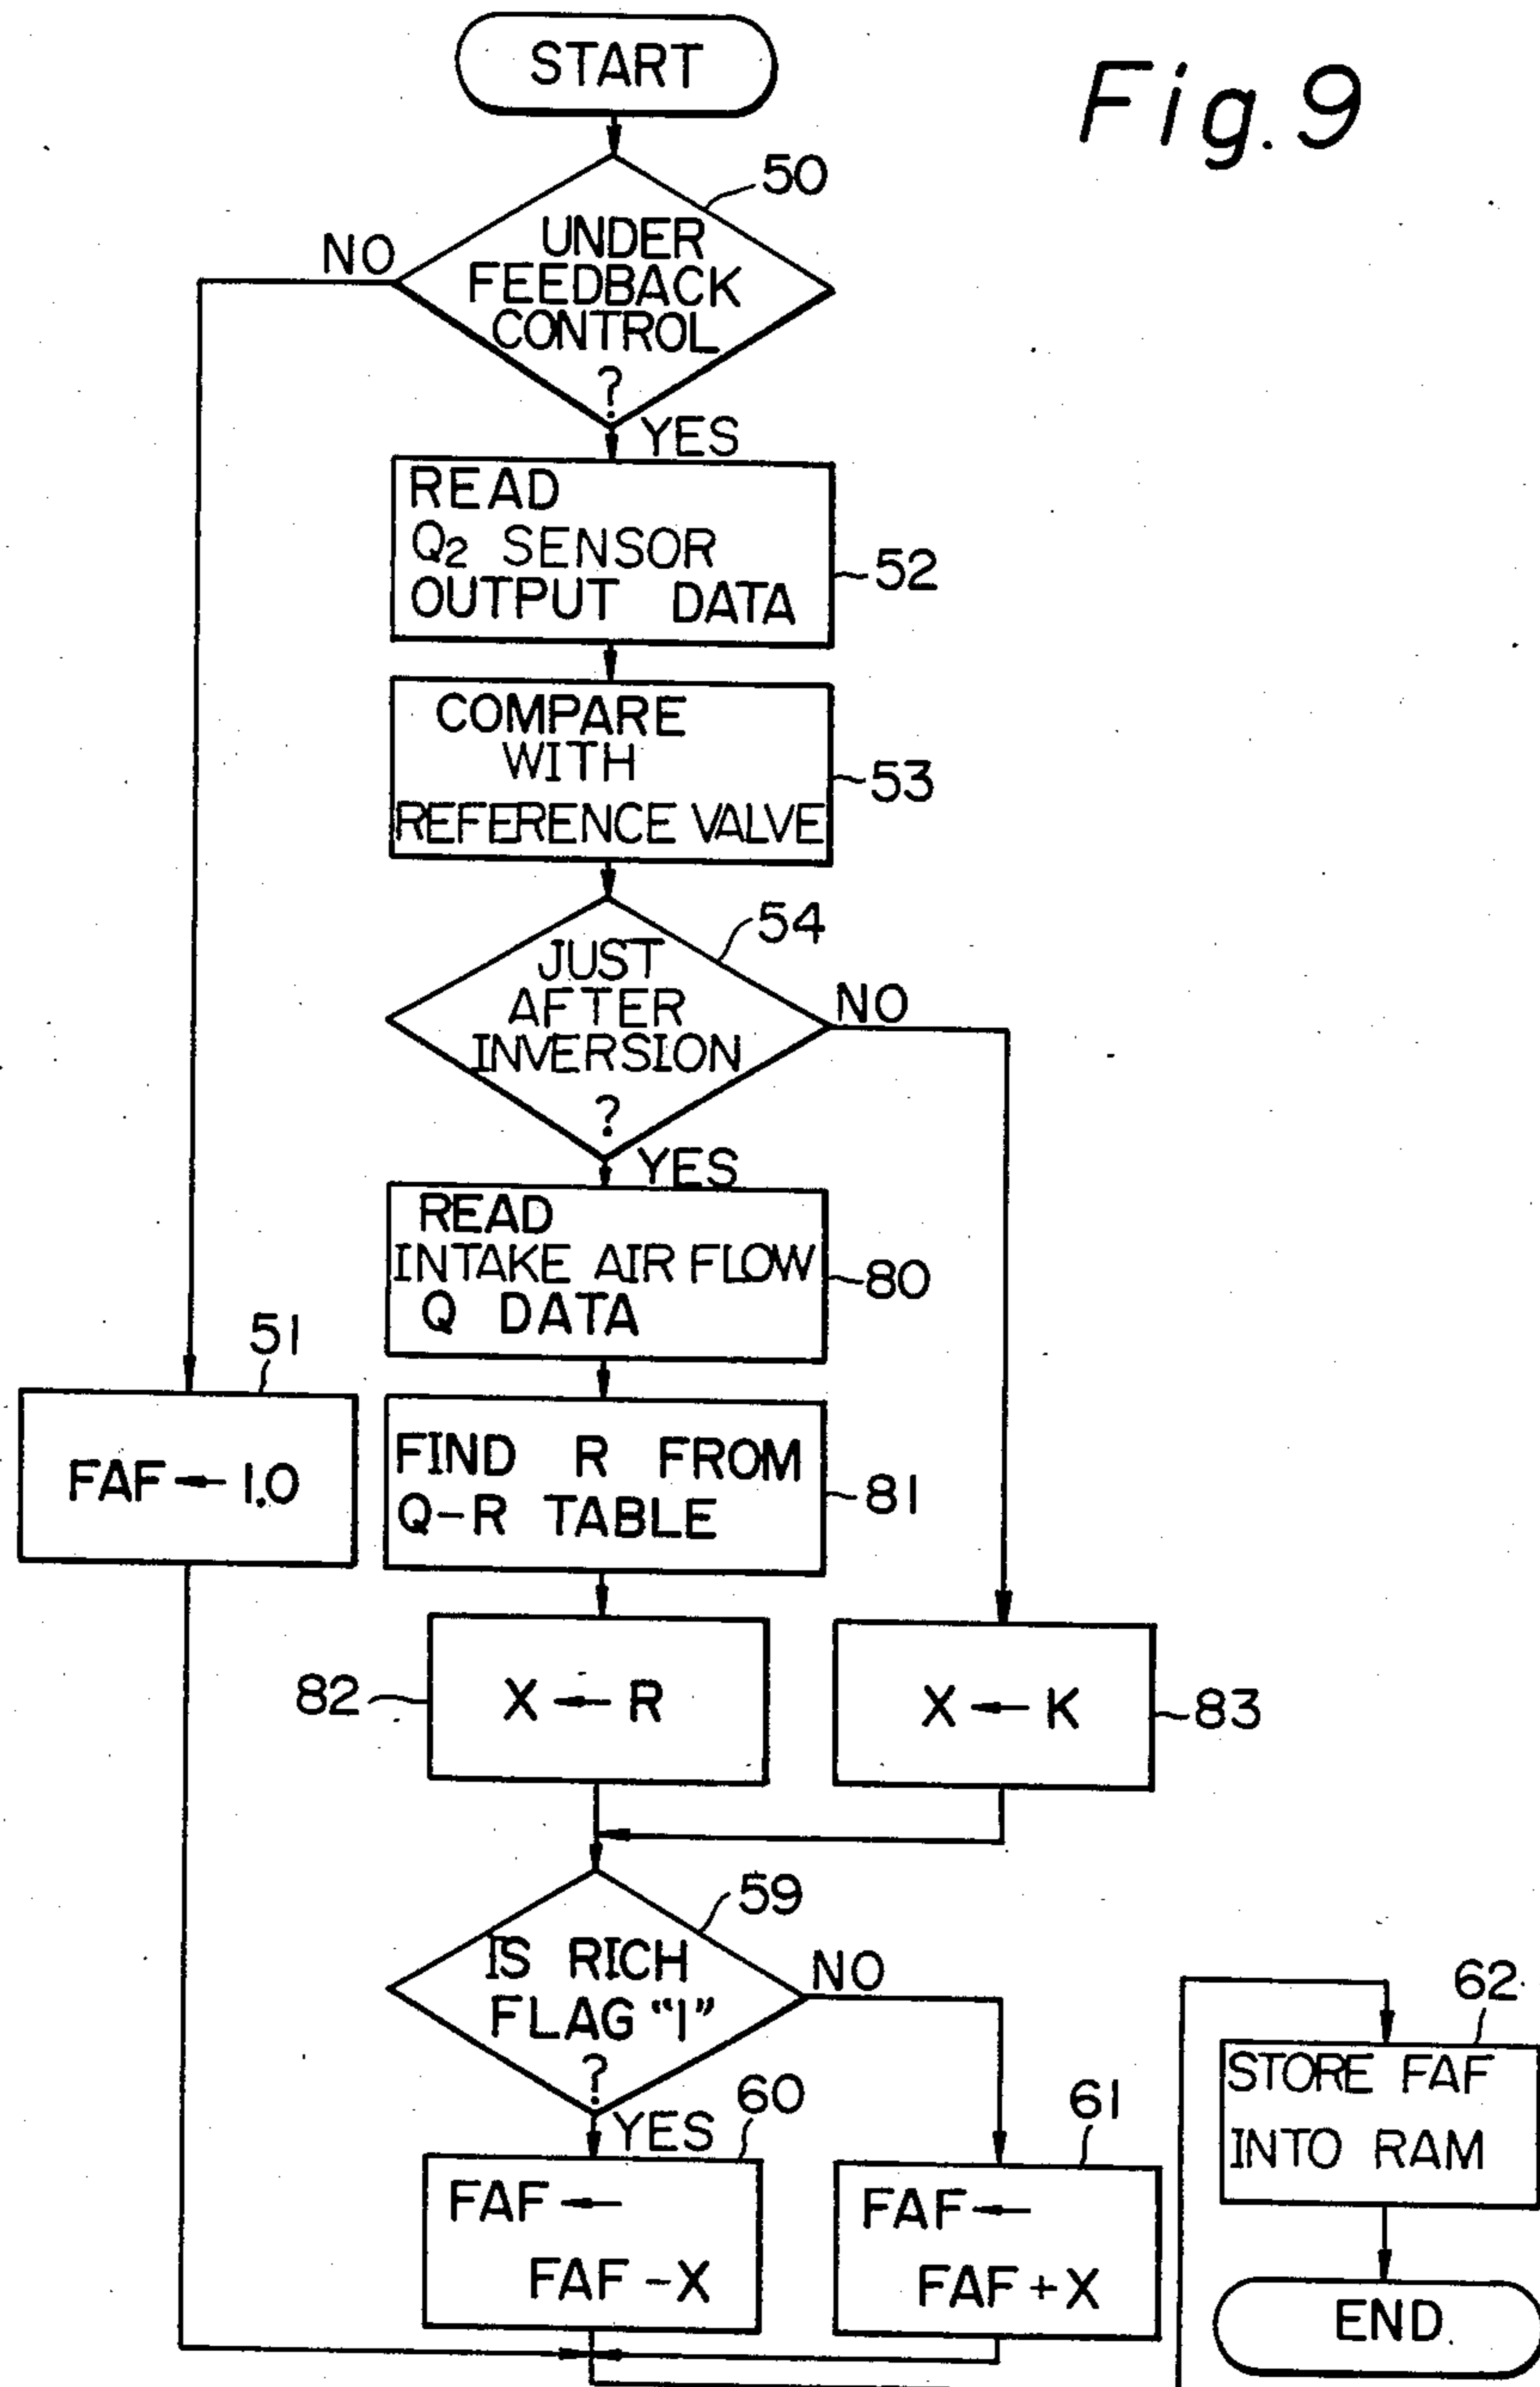 START
Fig. 9
50
NO
UNDER
FEEDBACK
CONTROL
?
YES
READ
Q2 SENSOR
OUTPUT DATA
52
COMPARE
WITH
REFERENCE VALVE
53
54
JUST
AFTER
INVERSION
?
NO
YES
READ
INTAKE AIR FLOW
Q DATA
80
51
FAF ← 1.0
FIND R FROM
Q-R TABLE
81
82
X ← R
X ← K
83
59
IS RICH
FLAG "1"
?
NO
YES
60
FAF ←
FAF - X
61
FAF ←
FAF + X
62
STORE FAF
INTO RAM
END